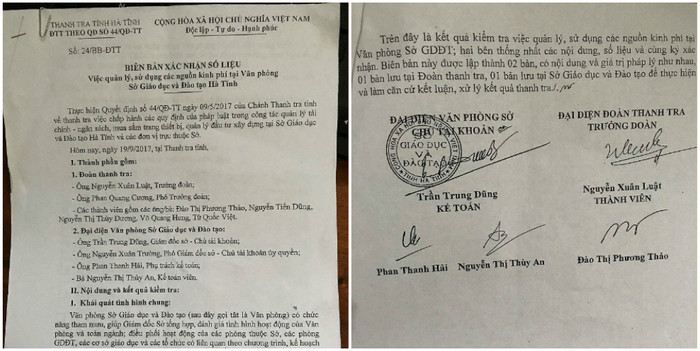 THANH TRA TỈNH HÀ TĨNH
ĐTT THEO QĐ SỐ 44/QĐ-TT
CỘNG HÒA XÃ HỘI CHỦ NGHĨA VIỆT NAM
Độc lập - Tự do - Hạnh phúc
Số: 24/BB-ĐTT
BIÊN BẢN XÁC NHẬN SỐ LIỆU
Việc quản lý, sử dụng các nguồn kinh phí tại Văn phòng
Sở Giáo dục và Đào tạo Hà Tĩnh
Thực hiện Quyết định số 44/QĐ-TT ngày 09/5/2017 của Chánh Thanh tra tỉnh
về thanh tra việc chấp hành các quy định của pháp luật trong công tác quản lý tài
chính - ngân sách, mua sắm trang thiết bị, quản lý đầu tư xây dựng tại Sở Giáo dục
và Đào tạo Hà Tĩnh và các đơn vị trực thuộc Sở.
Hôm nay, ngày 19/9/2017, tại Thanh tra tỉnh.
I. Thành phần gồm:
1. Đoàn thanh tra:
- Ông Nguyễn Xuân Luật, Trưởng đoàn;
- Ông Phan Quang Cương, Phó Trưởng đoàn;
- Các thành viên gồm các ông/bà: Đào Thị Phương Thảo, Nguyễn Tiến Dũng,
Nguyễn Thị Thùy Dương, Võ Quang Hưng, Từ Quốc Việt.
2. Đại diện Văn phòng Sở Giáo dục và Đào tạo:
- Ông Trần Trung Dũng, Giám đốc sở - Chủ tài khoản;
- Ông Nguyễn Xuân Trường, Phó Giám đốc sở - Chủ tài khoản ủy quyền;
- Ông Phan Thanh Hải, Phụ trách kế toán;
- Bà Nguyễn Thị Thùy An, Kế toán viên.
II. Nội dung và kết quả kiểm tra:
1. Khái quát tình hình chung:
Văn phòng Sở Giáo dục và Đào tạo (sau đây gọi tắt là Văn phòng) có chức
năng tham mưu, giúp Giám đốc Sở tổng hợp, đánh giá tình hình hoạt động của Văn
phòng và toàn ngành; điều phối hoạt động của các phòng thuộc Sở, các phòng
GDĐT, các cơ sở giáo dục và các tổ chức có liên quan theo chương trình, kế hoạch
Trên đây là kết quả kiểm tra việc quản lý, sử dụng các nguồn kinh phí tại
Văn phòng Sở GDĐT; hai bên thống nhất các nội dung, số liệu và cùng ký xác
nhận. Biên bản này được lập thành 02 bản, có nội dung và giá trị pháp lý như nhau,
01 bản lưu tại Đoàn thanh tra, 01 bản lưu tại Sở Giáo dục và Đào tạo để thực hiện
và làm căn cứ kết luận, xử lý kết quả thanh tra./.
ĐẠI DIỆN VĂN PHÒNG SỞ
CHỦ TÀI KHOẢN
ĐẠI DIỆN ĐOÀN THANH TRA
TRƯỞNG ĐOÀN
SỞ
GIÁO DỤC
VÀ
ĐÀO TẠO
Trần Trung Dũng
KẾ TOÁN
Nguyễn Xuân Luật
THÀNH VIÊN
Phan Thanh Hải
Nguyễn Thị Thùy An
Đào Thị Phương Thảo